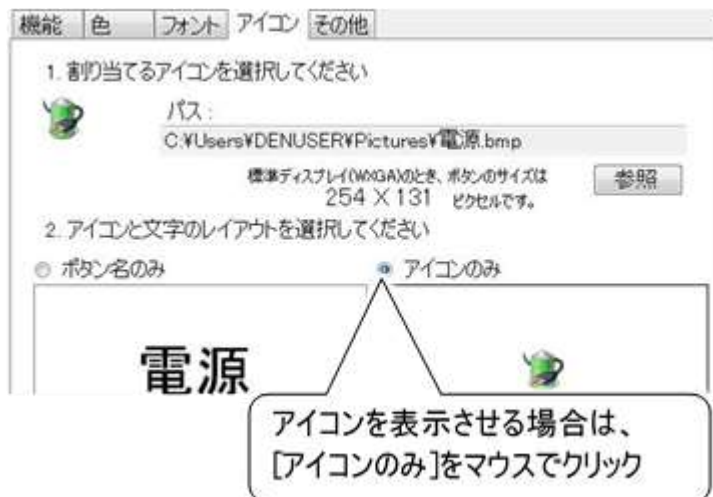 機能 色 フォント アイコン その他
1. 割り当てるアイコンを選択してください
パス :
C:¥Users¥DENUSER¥Pictures¥電源.bmp
標準ディスプレイ(WXGA)のとき、ボタンのサイズは
254 X 131 ピクセルです。
参照
2. アイコンと文字のレイアウトを選択してください
ボタン名のみ アイコンのみ
電源
アイコンを表示させる場合は、
[アイコンのみ]をマウスでクリック